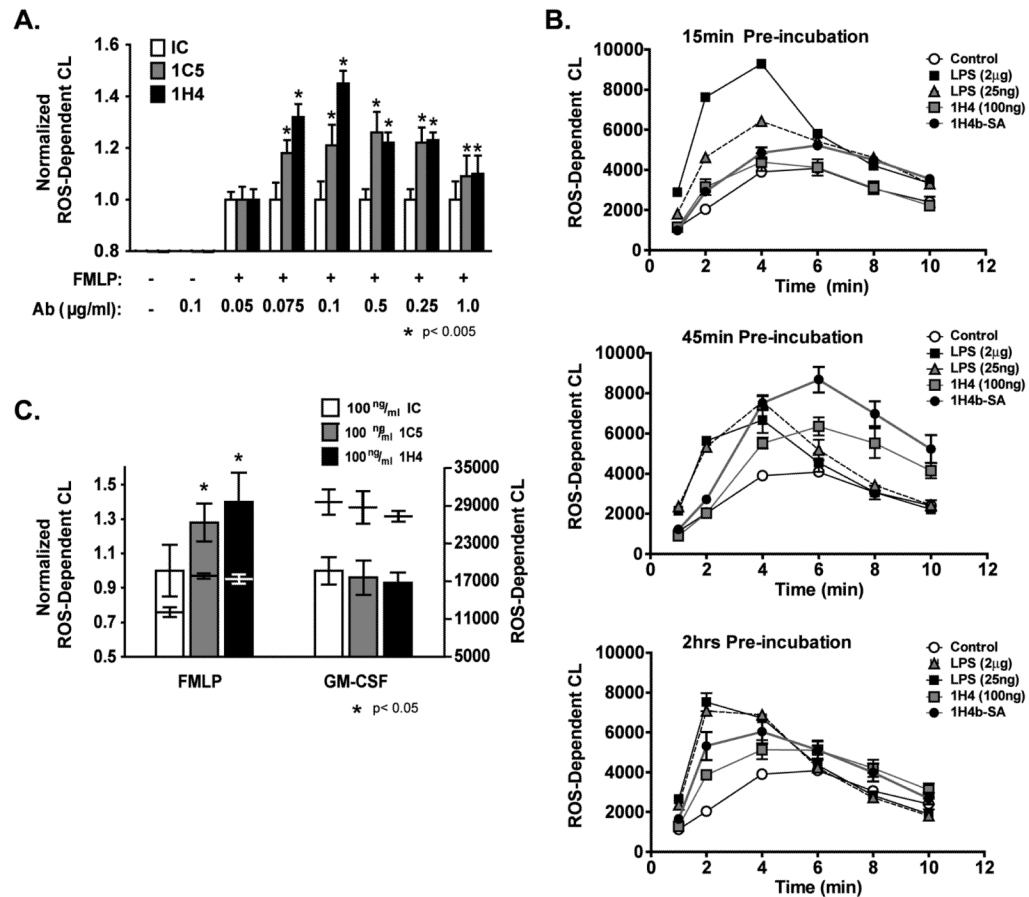 A.
IC
1C5
1H4
Normalized
ROS-Dependent CL
1.6
1.4
1.2
1.0
0.8
* * * * * * * * **
FMLP: - - + + + + + +
Ab (µg/ml): - 0.1 0.05 0.075 0.1 0.5 0.25 1.0
* p< 0.005
B.
15min Pre-incubation
ROS-Dependent CL
10000
8000
6000
4000
2000
0
0 2 4 6 8 10 12
Time (min)
Control
LPS (2µg)
LPS (25ng)
1H4 (100ng)
1H4b-SA
45min Pre-incubation
ROS-Dependent CL
10000
8000
6000
4000
2000
0
0 2 4 6 8 10 12
Time (min)
Control
LPS (2µg)
LPS (25ng)
1H4 (100ng)
1H4b-SA
2hrs Pre-incubation
ROS-Dependent CL
10000
8000
6000
4000
2000
0
0 2 4 6 8 10 12
Time (min)
Control
LPS (2µg)
LPS (25ng)
1H4 (100ng)
1H4b-SA
C.
100 ng/ml IC
100 1C5
100 ng/ml 1H4
Normalized
ROS-Dependent CL
1.5
1.3
1.1
0.9
0.7
0.5
* *
35000
29000
23000
17000
11000
5000
ROS-Dependent CL
FMLP GM-CSF
* p< 0.05